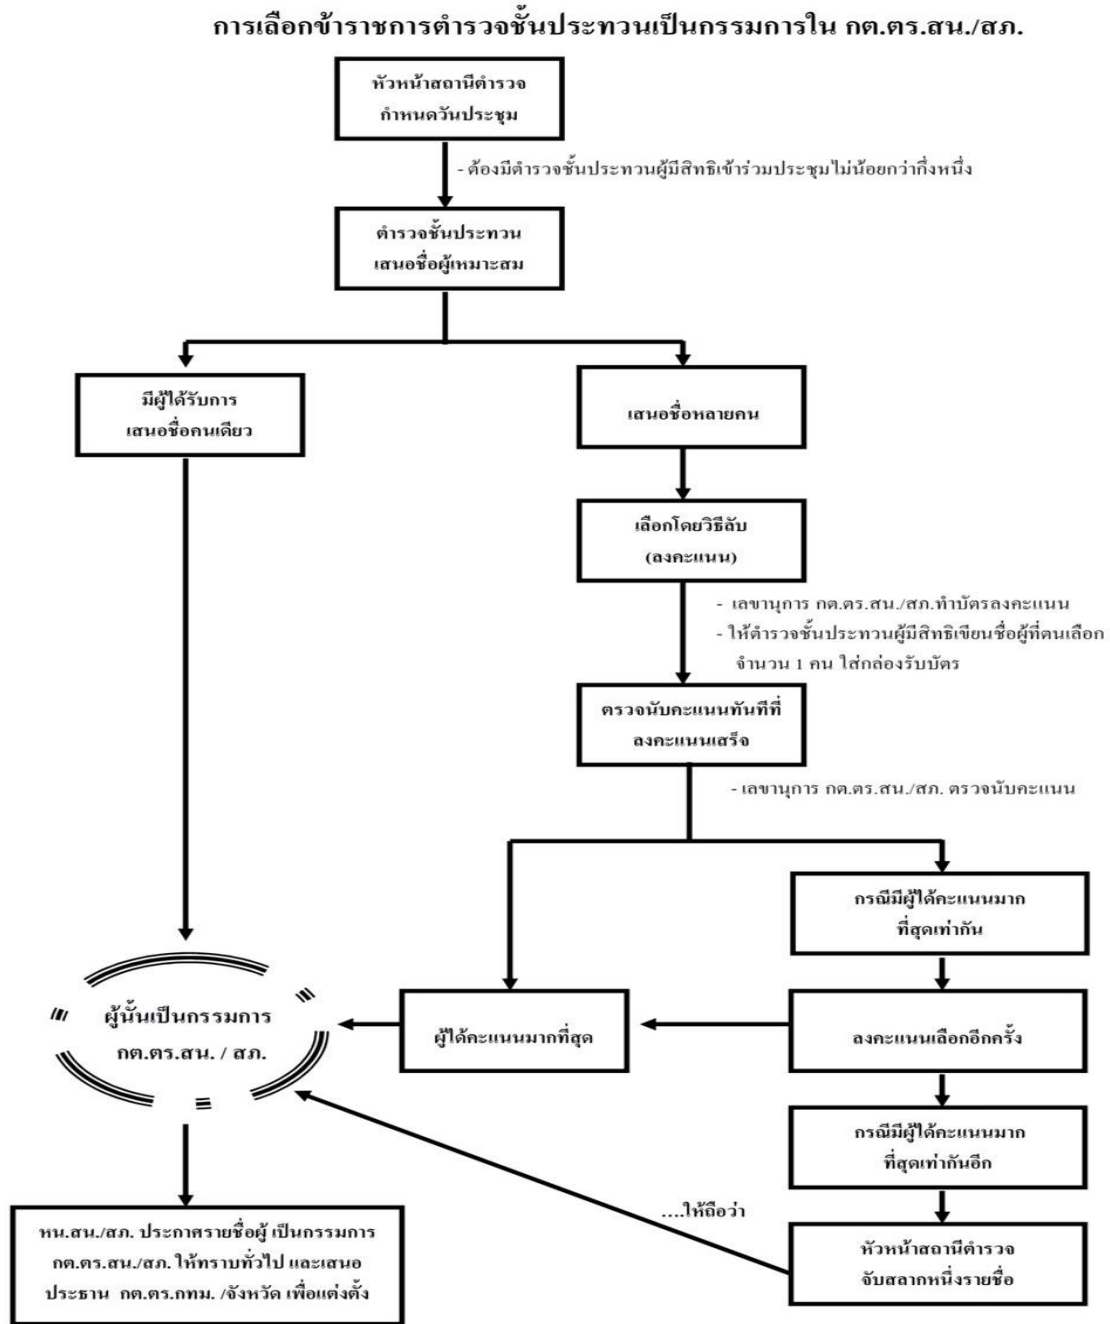 การเลือกข้าราชการตำรวจชั้นประทวนเป็นกรรมการใน กต.ตร.สน./สภ.
หัวหน้าสถานีตำรวจ
กำหนดวันประชุม
- ต้องมีตำรวจชั้นประทวนผู้มีสิทธิเข้าร่วมประชุมไม่น้อยกว่ากึ่งหนึ่ง
ตำรวจชั้นประทวน
เสนอชื่อผู้เหมาะสม
มีผู้ได้รับการ
เสนอชื่อคนเดียว
เสนอชื่อหลายคน
เลือกโดยวิธีลับ
(ลงคะแนน)
- เลขานุการ กต.ตร.สน./สภ.ทำบัตรลงคะแนน
- ให้ตำรวจชั้นประทวนผู้มีสิทธิเขียนชื่อผู้ที่ตนเลือก
จำนวน 1 คน ใส่กล่องรับบัตร
ตรวจนับคะแนนทันทีที่
ลงคะแนนเสร็จ
- เลขานุการ กต.ตร.สน./สภ. ตรวจนับคะแนน
กรณีมีผู้ได้คะแนนมาก
ที่สุดเท่ากัน
ผู้นั้นเป็นกรรมการ
กต.ตร.สน. / สภ.
ผู้ได้คะแนนมากที่สุด
ลงคะแนนเลือกอีกครั้ง
กรณีมีผู้ได้คะแนนมาก
ที่สุดเท่ากันอีก
....ให้ถือว่า
หัวหน้าสถานีตำรวจ
จับสลากหนึ่งรายชื่อ
หน.สน./สภ. ประกาศรายชื่อผู้ เป็นกรรมการ
กต.ตร.สน./สภ. ให้ทราบทั่วไป และเสนอ
ประธาน กต.ตร.กทม. /จังหวัด เพื่อแต่งตั้ง